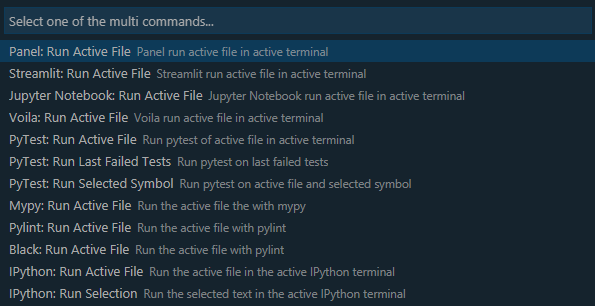 Select one of the multi commands...
Panel: Run Active File Panel run active file in active terminal
Streamlit: Run Active File Streamlit run active file in active terminal
Jupyter Notebook: Run Active File Jupyter Notebook run active file in active terminal
Voila: Run Active File Voila run active file in active terminal
PyTest: Run Active File Run pytest of active file in active terminal
PyTest: Run Last Failed Tests Run pytest on last failed tests
PyTest: Run Selected Symbol Run pytest on active file and selected symbol
Mypy: Run Active File Run the active file the with mypy
Pylint: Run Active File Run the active file with pylint
Black: Run Active File Run the active file with pylint
IPython: Run Active File Run the active file in the active IPython terminal
IPython: Run Selection Run the selected text in the active IPython terminal